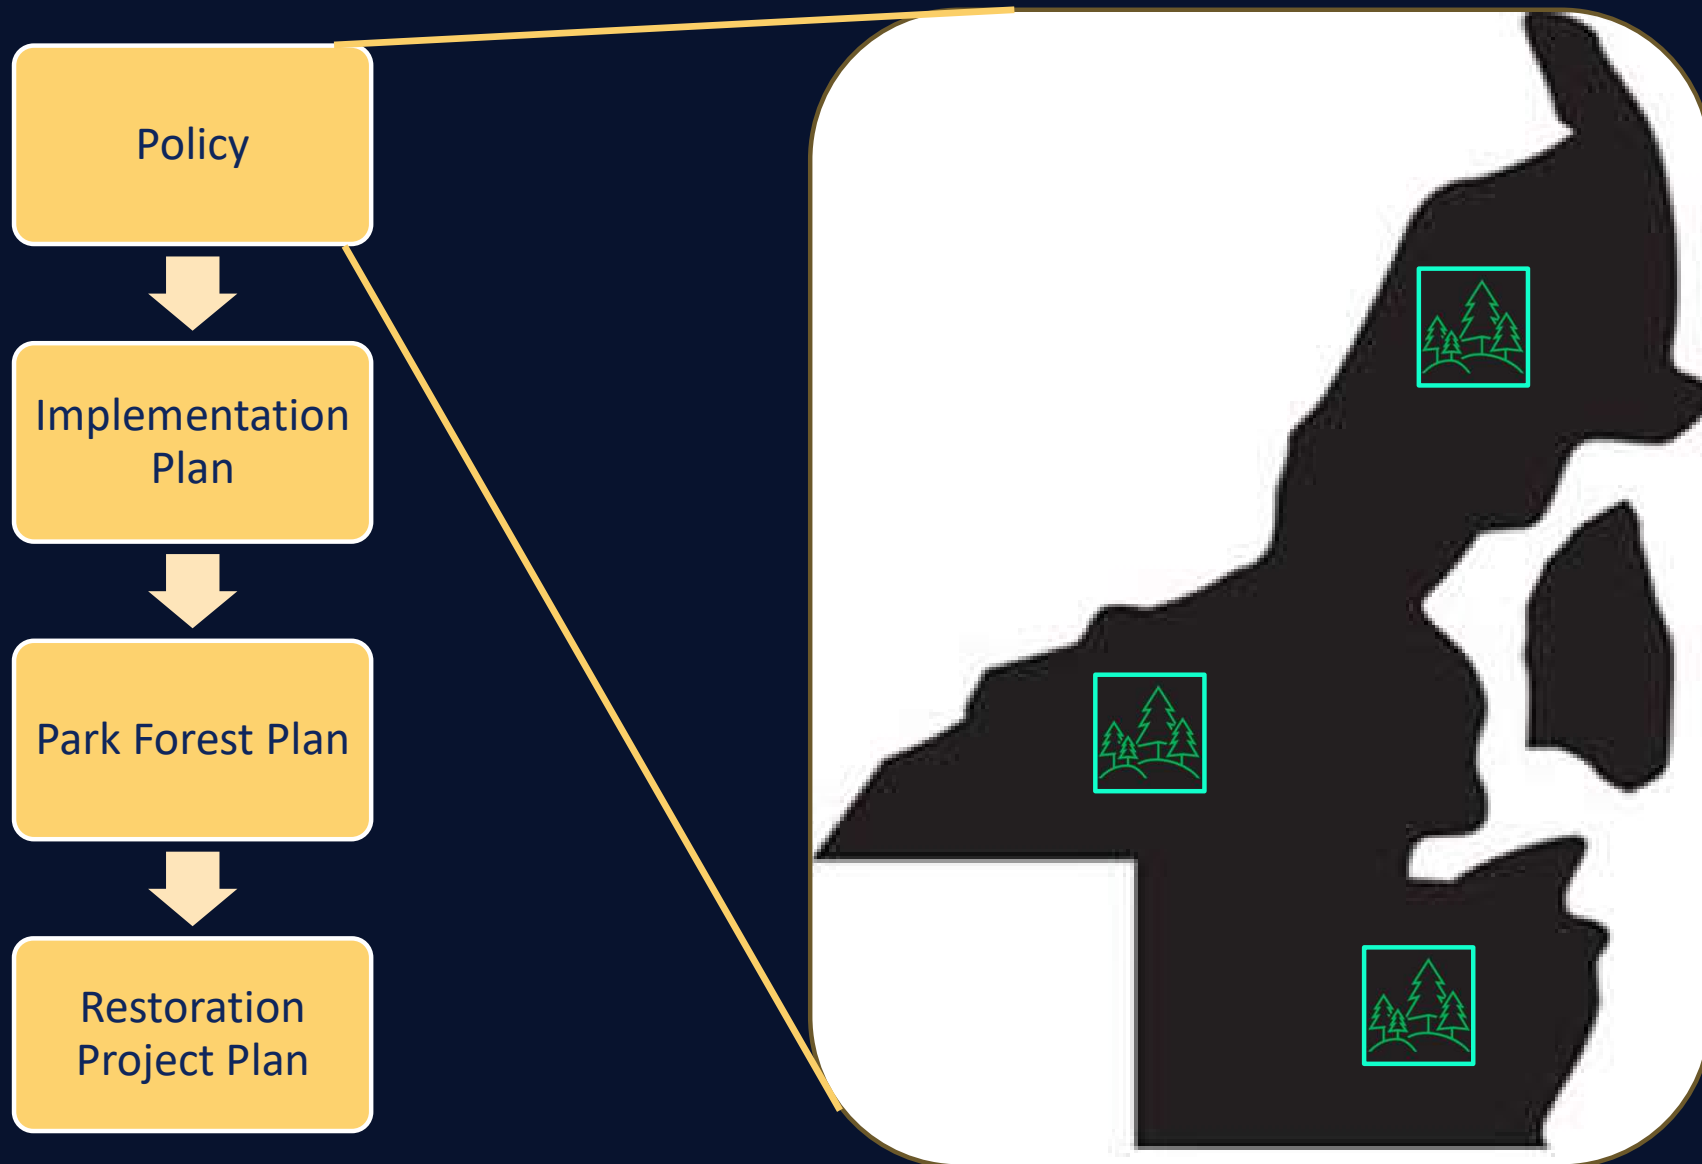 Policy
Implementation
Plan
Park Forest Plan
Restoration
Project Plan